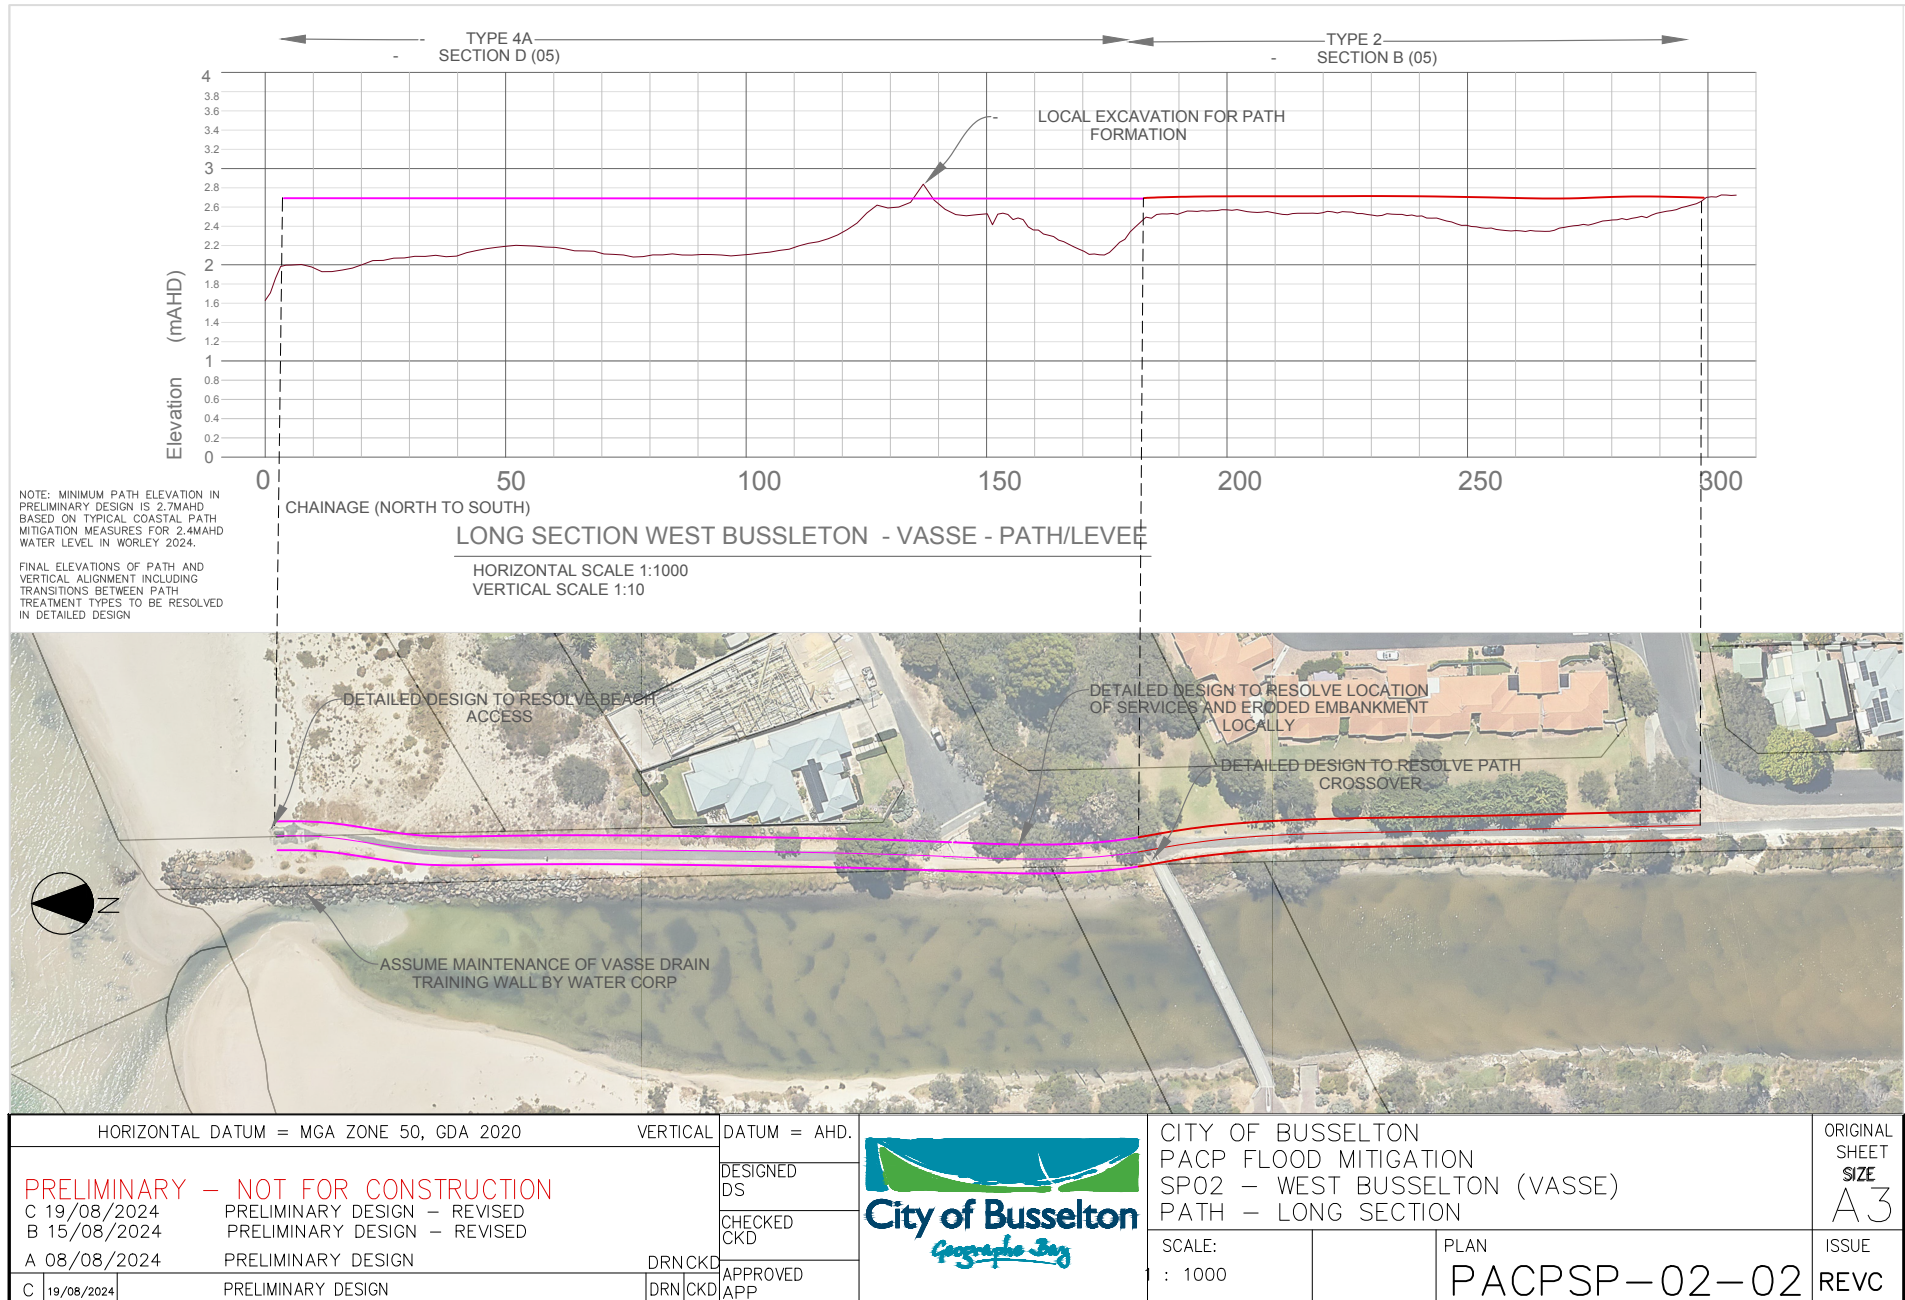 TYPE 4A
- SECTION D (05)
TYPE 2
- SECTION B (05)
4
3.8
3.6
3.4
3.2
3
2.8
2.6
2.4
2.2
2
1.8
1.6
1.4
1.2
1
0.8
0.6
0.4
0.2
0
Elevation (mAHD)
LOCAL EXCAVATION FOR PATH
FORMATION
0 50 100 150 200 250 300
CHAINAGE (NORTH TO SOUTH)
LONG SECTION WEST BUSSLETON - VASSE - PATH/LEVEE
HORIZONTAL SCALE 1:1000
VERTICAL SCALE 1:10
NOTE: MINIMUM PATH ELEVATION IN
PRELIMINARY DESIGN IS 2.7MAHD
BASED ON TYPICAL COASTAL PATH
MITIGATION MEASURES FOR 2.4MAHD
WATER LEVEL IN WORLEY 2024.
FINAL ELEVATIONS OF PATH AND
VERTICAL ALIGNMENT INCLUDING
TRANSITIONS BETWEEN PATH
TREATMENT TYPES TO BE RESOLVED
IN DETAILED DESIGN
DETAILED DESIGN TO RESOLVE BEACH
ACCESS
DETAILED DESIGN TO RESOLVE LOCATION
OF SERVICES AND ERODED EMBANKMENT
LOCALLY
DETAILED DESIGN TO RESOLVE PATH
CROSSOVER
N
ASSUME MAINTENANCE OF VASSE DRAIN
TRAINING WALL BY WATER CORP
HORIZONTAL DATUM = MGA ZONE 50, GDA 2020 VERTICAL DATUM = AHD.
PRELIMINARY - NOT FOR CONSTRUCTION
C 19/08/2024 PRELIMINARY DESIGN - REVISED
B 15/08/2024 PRELIMINARY DESIGN - REVISED
A 08/08/2024 PRELIMINARY DESIGN DRN CKD
C 19/08/2024 PRELIMINARY DESIGN DRN CKD
DESIGNED
DS
CHECKED
CKD
APPROVED
APP
City of Busselton
Geographe Bay
CITY OF BUSSELTON
PACP FLOOD MITIGATION
SP02 - WEST BUSSELTON (VASSE)
PATH - LONG SECTION
SCALE:
1 : 1000
PLAN
PACPSP-02-02
ORIGINAL
SHEET
SIZE
A3
ISSUE
REVC